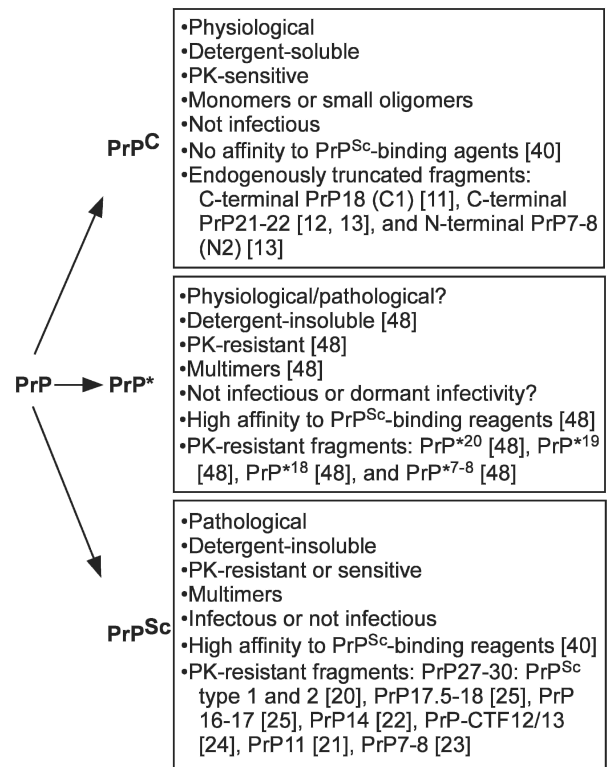 PrPC
•Physiological
•Detergent-soluble
•PK-sensitive
•Monomers or small oligomers
•Not infectious
•No affinity to PrPSc-binding agents [40]
•Endogenously truncated fragments:
C-terminal PrP18 (C1) [11], C-terminal
PrP21-22 [12, 13], and N-terminal PrP7-8
(N2) [13]
PrP
PrP*
•Physiological/pathological?
•Detergent-insoluble [48]
•PK-resistant [48]
•Multimers [48]
•Not infectious or dormant infectivity?
•High affinity to PrPSc-binding reagents [48]
•PK-resistant fragments: PrP*20 [48], PrP*19
[48], PrP*18 [48], and PrP*7-8 [48]
PrPSc
•Pathological
•Detergent-insoluble
•PK-resistant or sensitive
•Multimers
•Infectous or not infectious
•High affinity to PrPSc-binding reagents [40]
•PK-resistant fragments: PrP27-30: PrPSc
type 1 and 2 [20], PrP17.5-18 [25], PrP
16-17 [25], PrP14 [22], PrP-CTF12/13
[24], PrP11 [21], PrP7-8 [23]